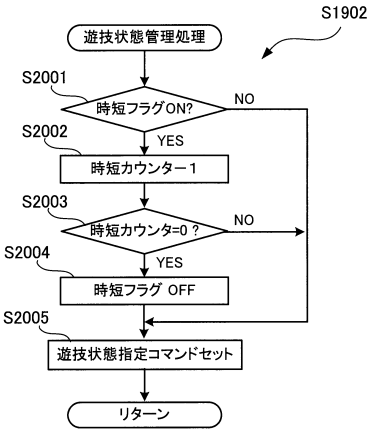 S1902
遊技状態管理処理
S2001
時短フラグON?
NO
YES
S2002
時短カウンター1
S2003
時短カウンタ=0 ?
NO
YES
S2004
時短フラグ OFF
S2005
遊技状態指定コマンドセット
リターン